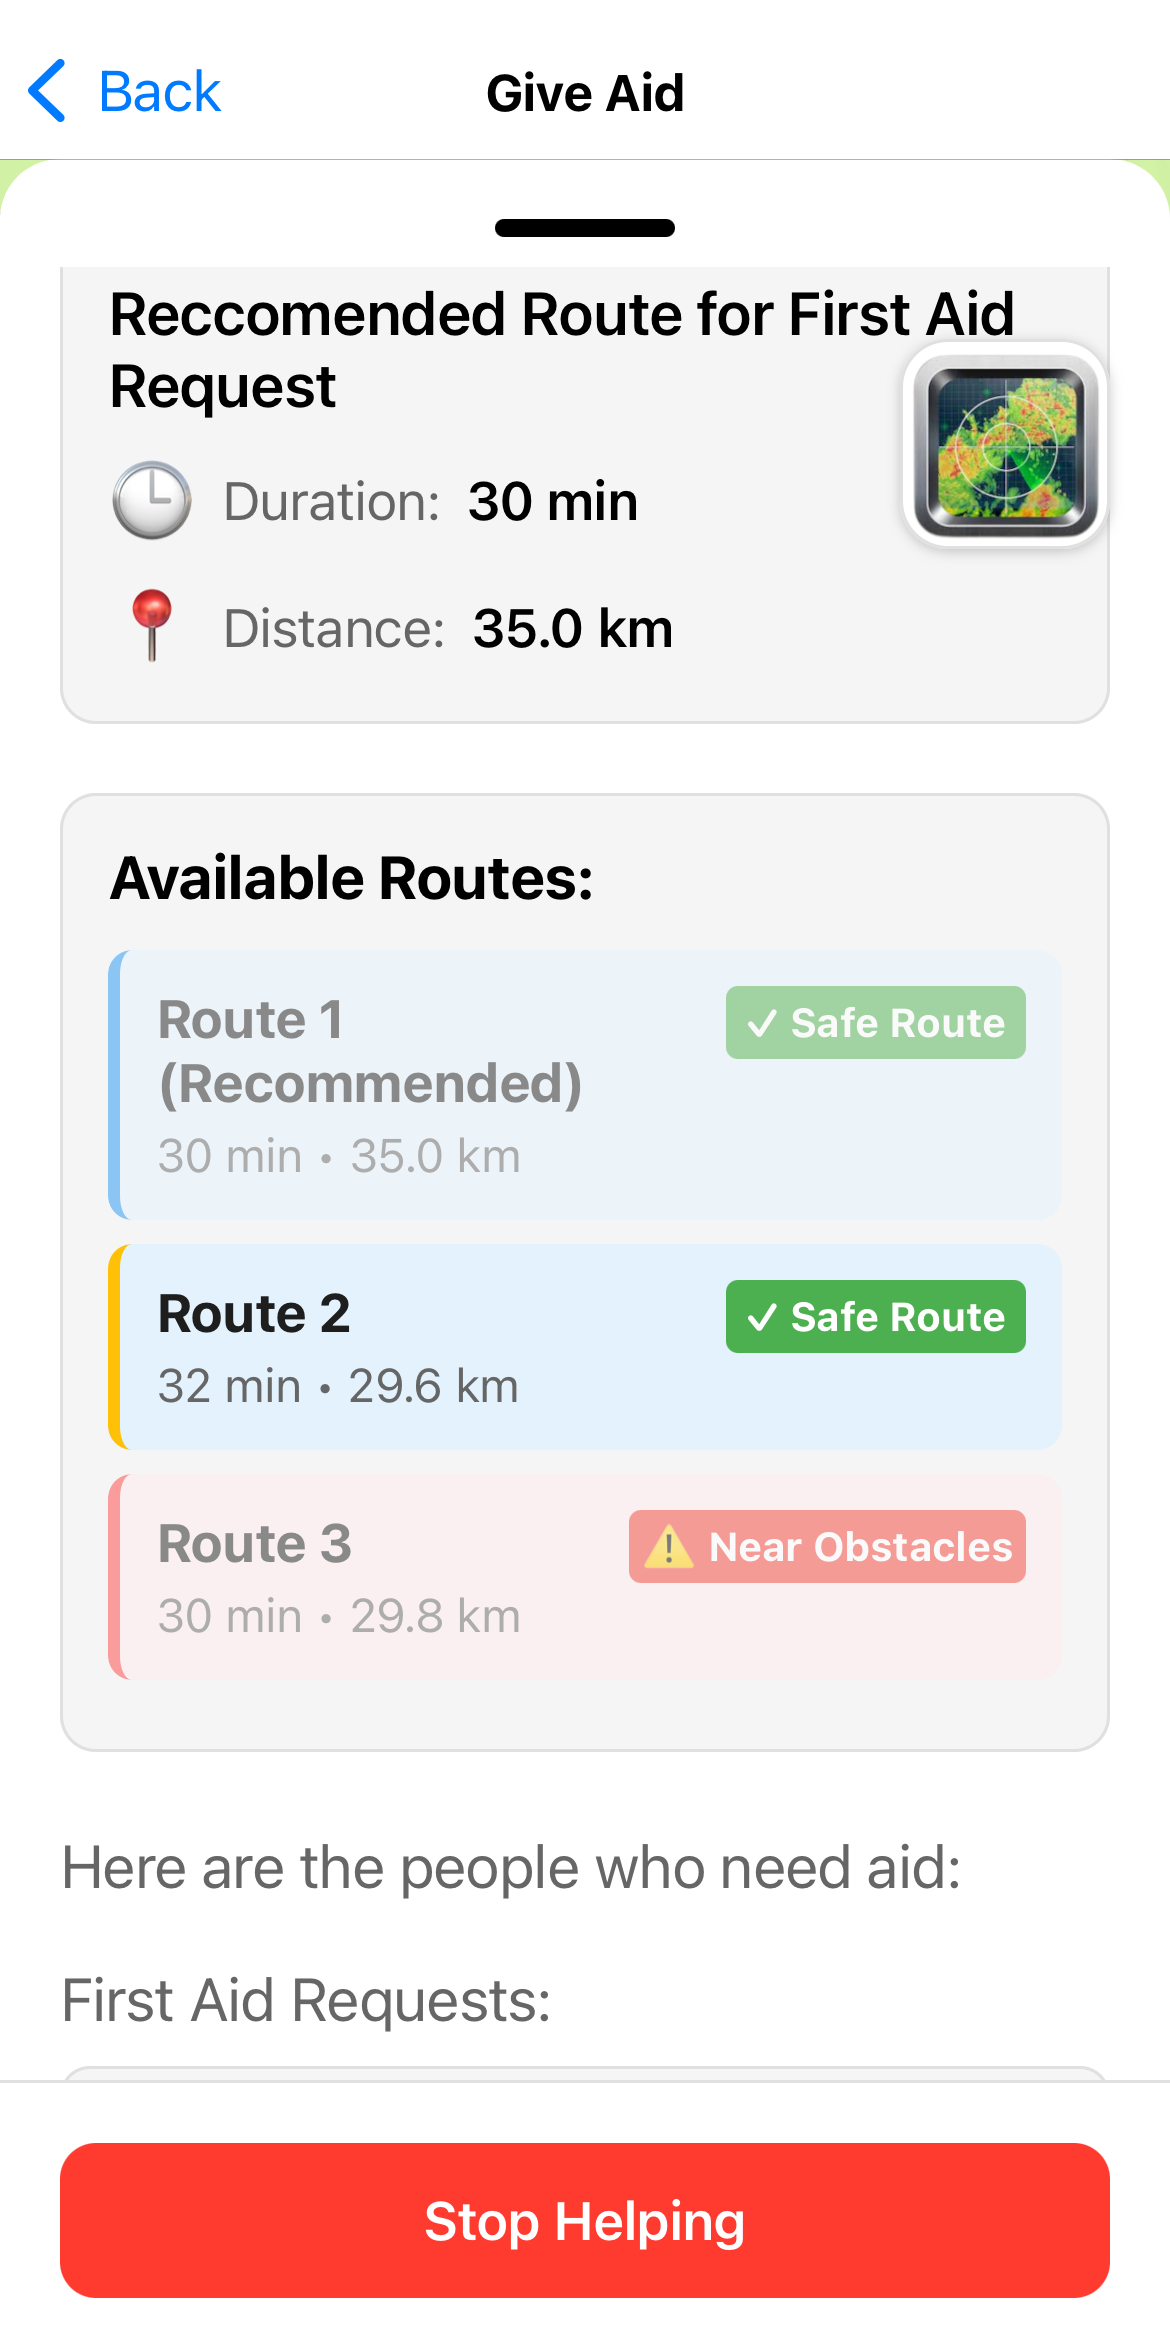 Back
Give Aid
Reccomended Route for First Aid
Request
Duration: 30 min
Distance: 35.0 km
Available Routes:
Route 1
(Recommended)
✓ Safe Route
30 min • 35.0 km
Route 2
✓ Safe Route
32 min • 29.6 km
Route 3
⚠️ Near Obstacles
30 min • 29.8 km
Here are the people who need aid:
First Aid Requests:
Stop Helping